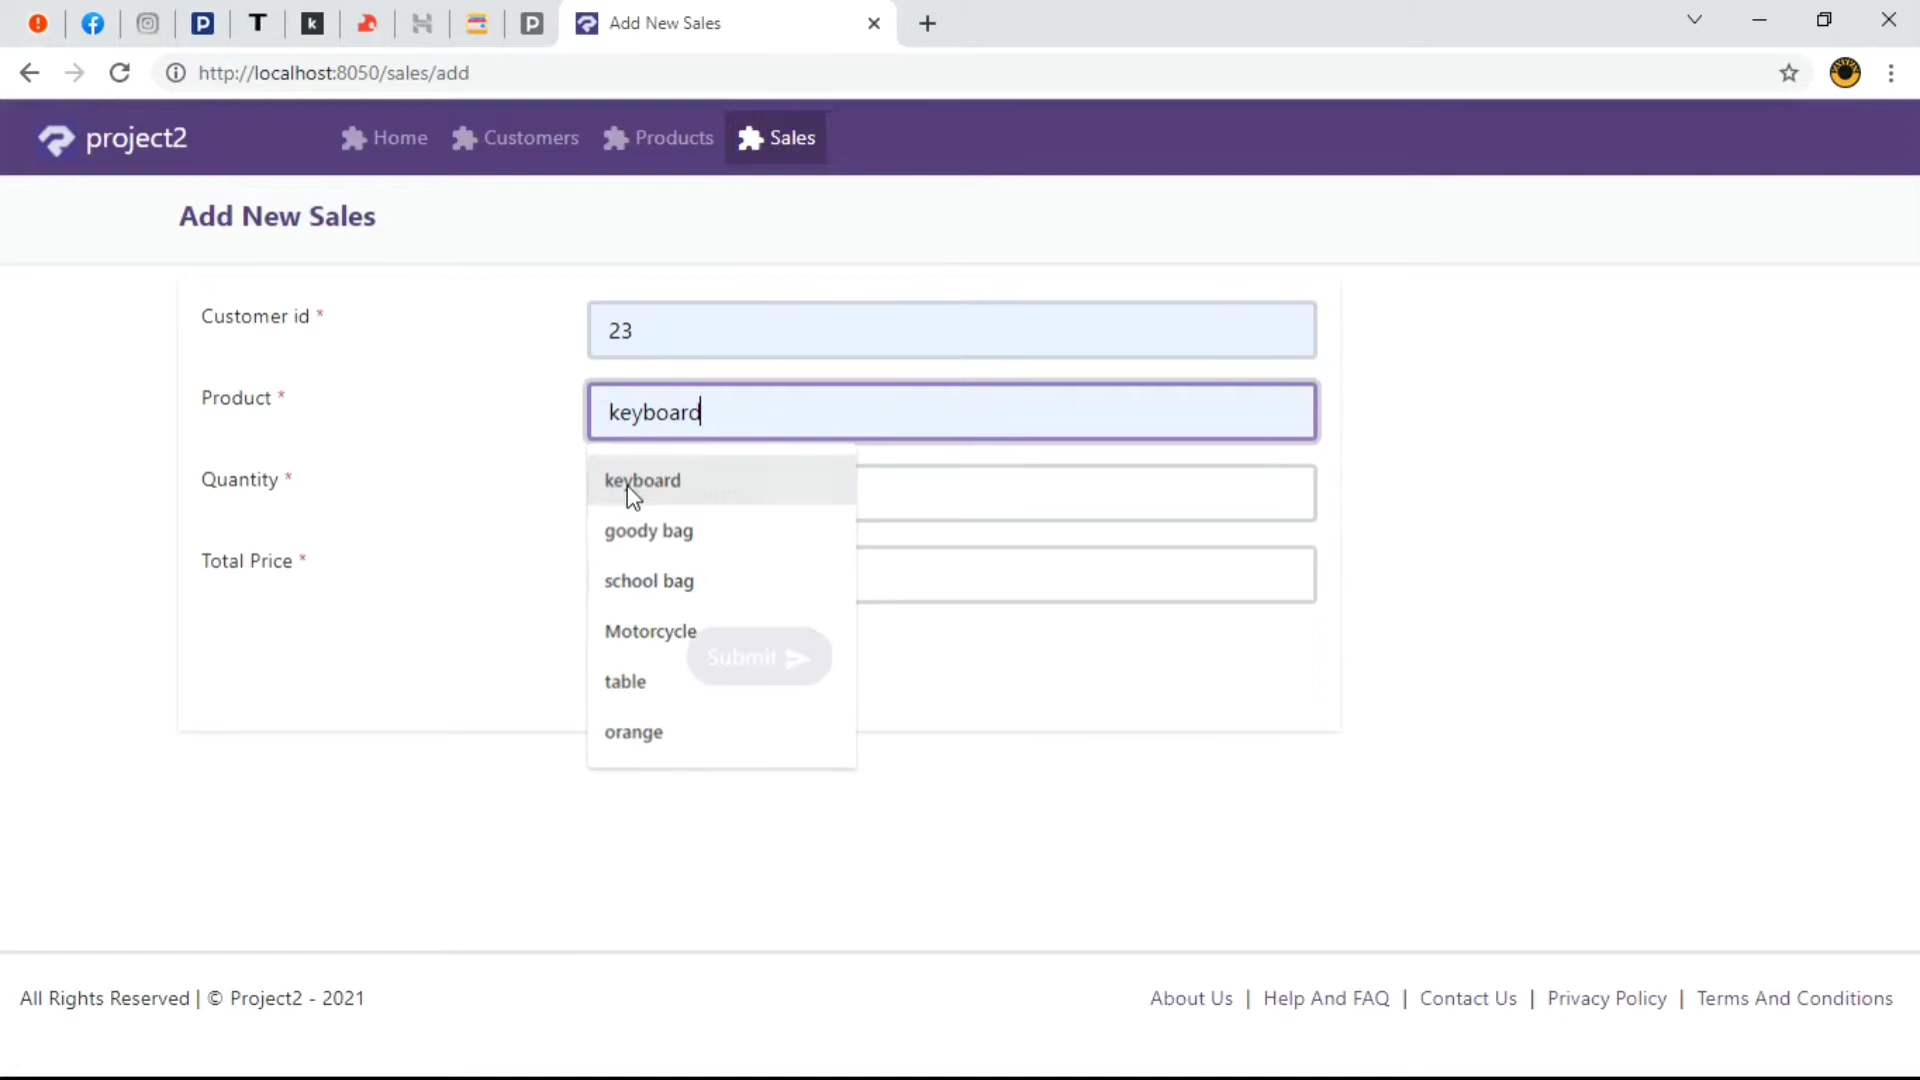 Add New Sales
http://localhost:8050/sales/add
project2
Home
Customers
Products
Sales
Add New Sales
Customer id *
23
Product *
keyboard
keyboard
Quantity *
goody bag
Total Price *
school bag
Motorcycle
Submit
table
orange
All Rights Reserved | © Project2 - 2021
About Us | Help And FAQ | Contact Us | Privacy Policy | Terms And Conditions